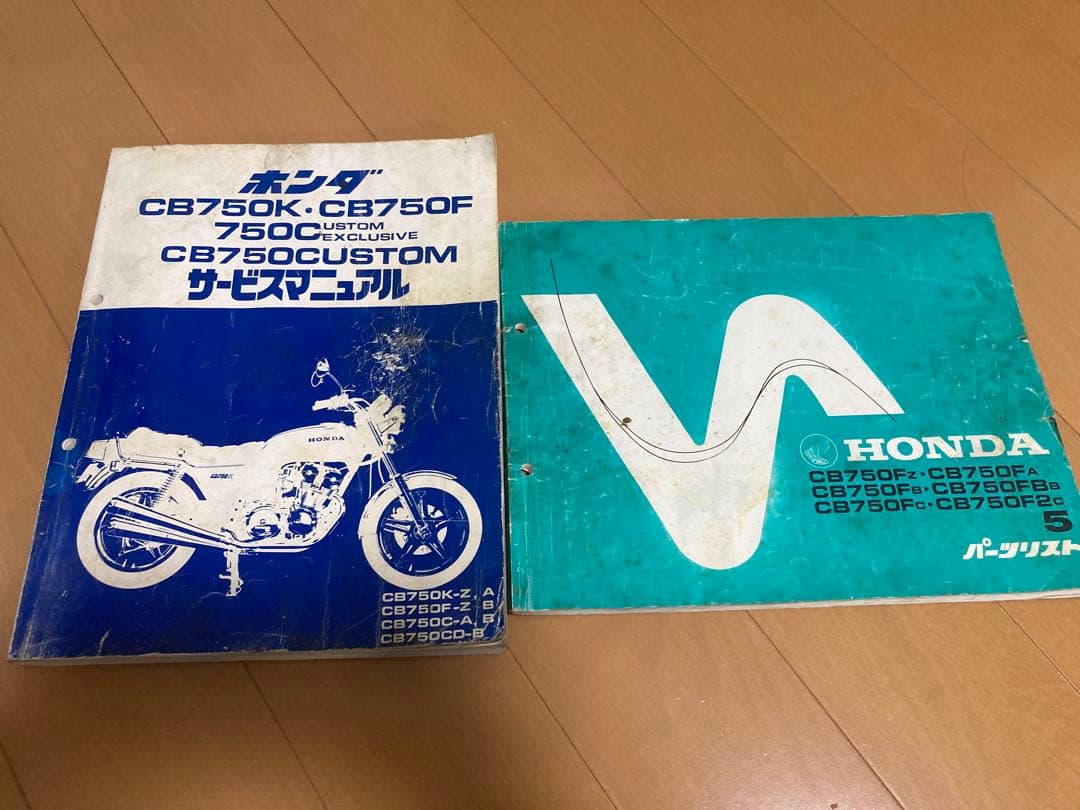 ホンダ
CB750K・CB750F
750CUSTOM EXCLUSIVE
CB750CUSTOM
サービスマニュアル
HONDA
CB750K-Z, A
CB750F-Z, B
CB750C-A, B
CB750CD-B
HONDA
CB750FZ・CB750FA
CB750FB・CB750FBB
CB750FC・CB750F2C
5
パーツリスト